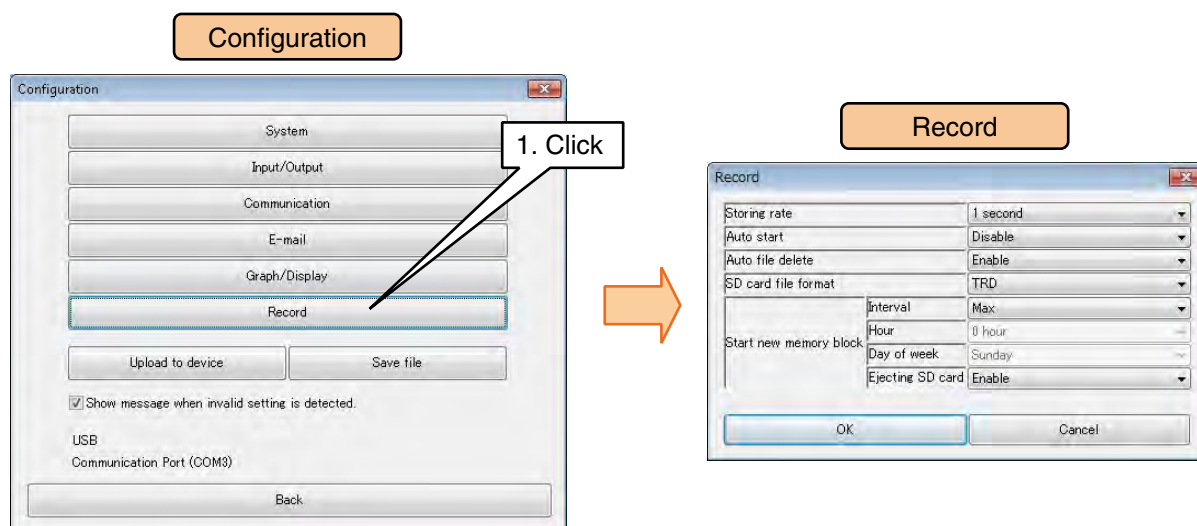 Configuration
Configuration
System
Input/Output
Communication
E-mail
Graph/Display
Record
1. Click
Upload to device
Save file
Show message when invalid setting is detected.
USB
Communication Port (COM3)
Back
Record
Record
Storing rate 1 second
Auto start Disable
Auto file delete Enable
SD card file format TRD
Start new memory block
Interval Max
Hour 0 hour
Day of week Sunday
Ejecting SD card Enable
OK
Cancel